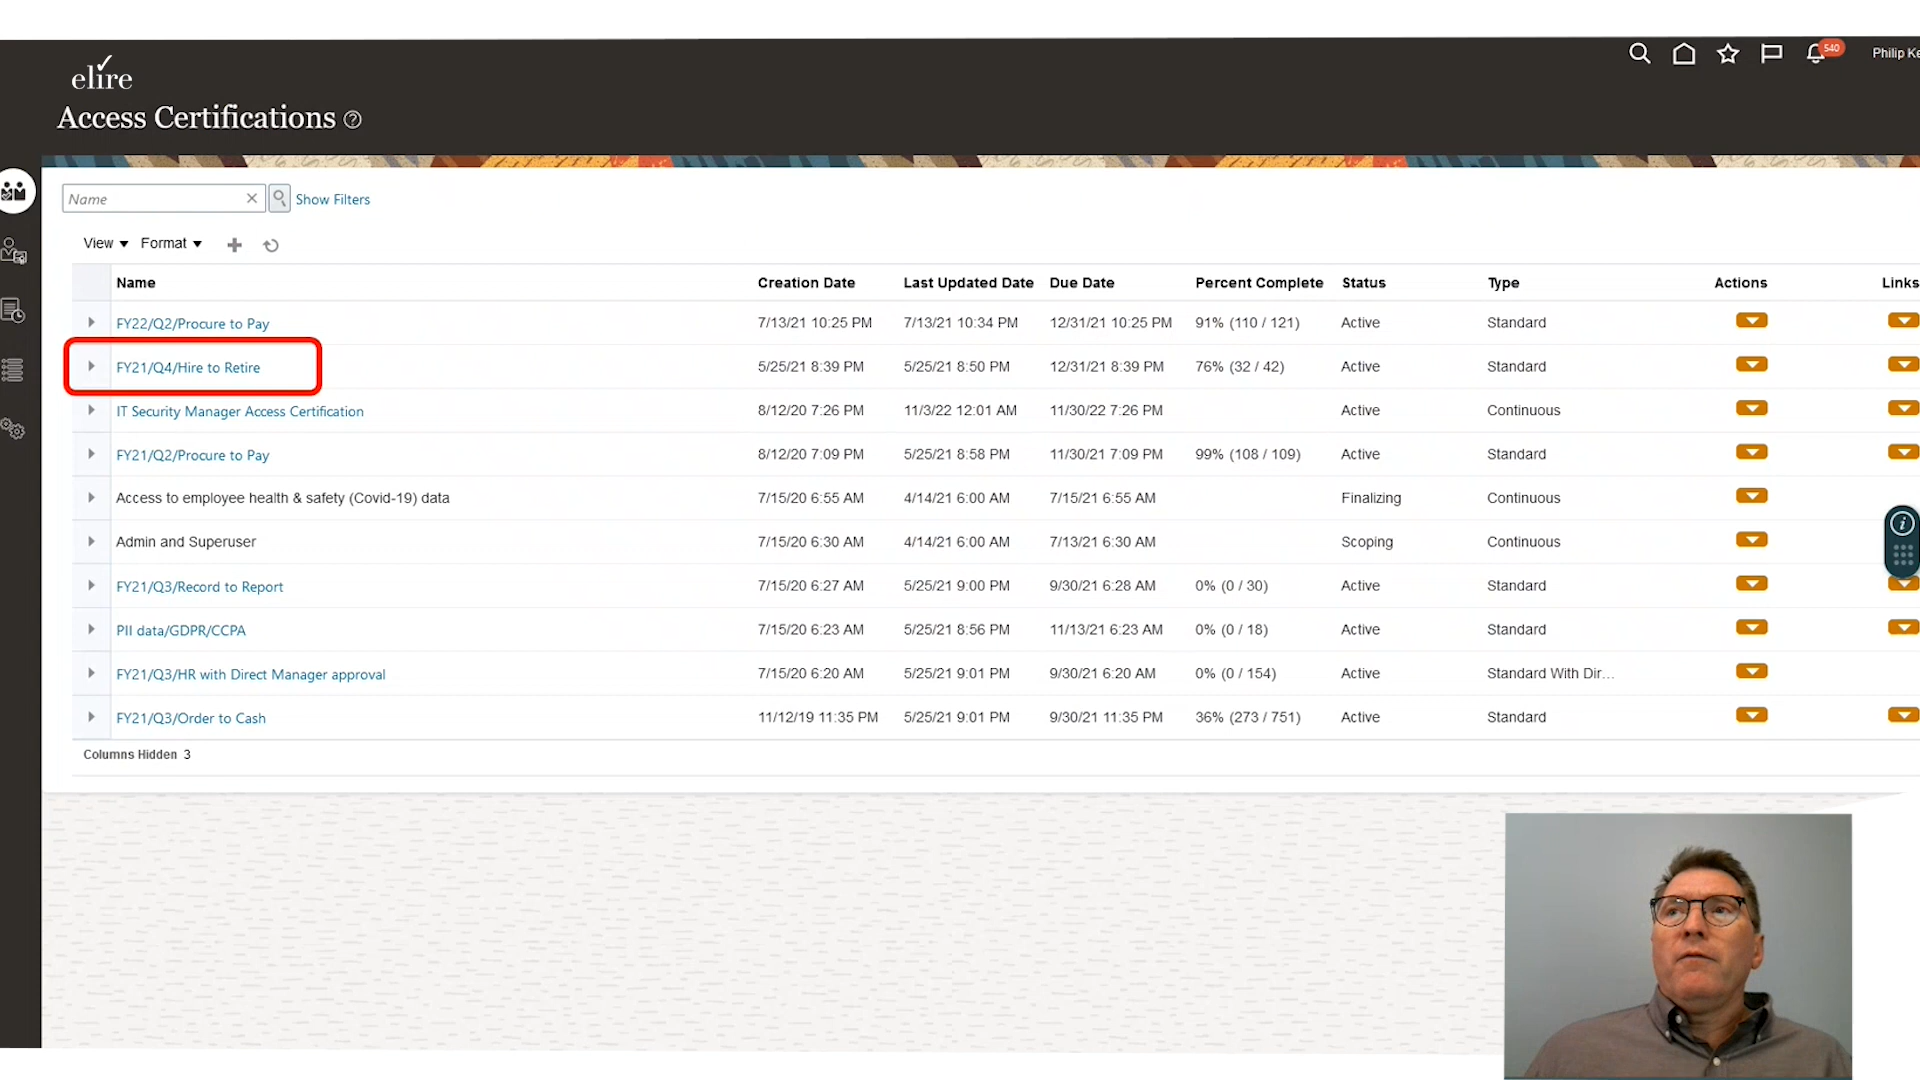 540
Philip Ke
elire
Access Certifications
Name
Show Filters
View Format
Name Creation Date Last Updated Date Due Date Percent Complete Status Type Actions Links
FY22/Q2/Procure to Pay 7/13/21 10:25 PM 7/13/21 10:34 PM 12/31/21 10:25 PM 91% (110 / 121) Active Standard
FY21/Q4/Hire to Retire 5/25/21 8:39 PM 5/25/21 8:50 PM 12/31/21 8:39 PM 76% (32 / 42) Active Standard
IT Security Manager Access Certification 8/12/20 7:26 PM 11/3/22 12:01 AM 11/30/22 7:26 PM Active Continuous
FY21/Q2/Procure to Pay 8/12/20 7:09 PM 5/25/21 8:58 PM 11/30/21 7:09 PM 99% (108 / 109) Active Standard
Access to employee health & safety (Covid-19) data 7/15/20 6:55 AM 4/14/21 6:00 AM 7/15/21 6:55 AM Finalizing Continuous
Admin and Superuser 7/15/20 6:30 AM 4/14/21 6:00 AM 7/13/21 6:30 AM Scoping Continuous
FY21/Q3/Record to Report 7/15/20 6:27 AM 5/25/21 9:00 PM 9/30/21 6:28 AM 0% (0 / 30) Active Standard
PII data/GDPR/CCPA 7/15/20 6:23 AM 5/25/21 8:56 PM 11/13/21 6:23 AM 0% (0 / 18) Active Standard
FY21/Q3/HR with Direct Manager approval 7/15/20 6:20 AM 5/25/21 9:01 PM 9/30/21 6:20 AM 0% (0 / 154) Active Standard With Dir...
FY21/Q3/Order to Cash 11/12/19 11:35 PM 5/25/21 9:01 PM 9/30/21 11:35 PM 36% (273 / 751) Active Standard
Columns Hidden 3